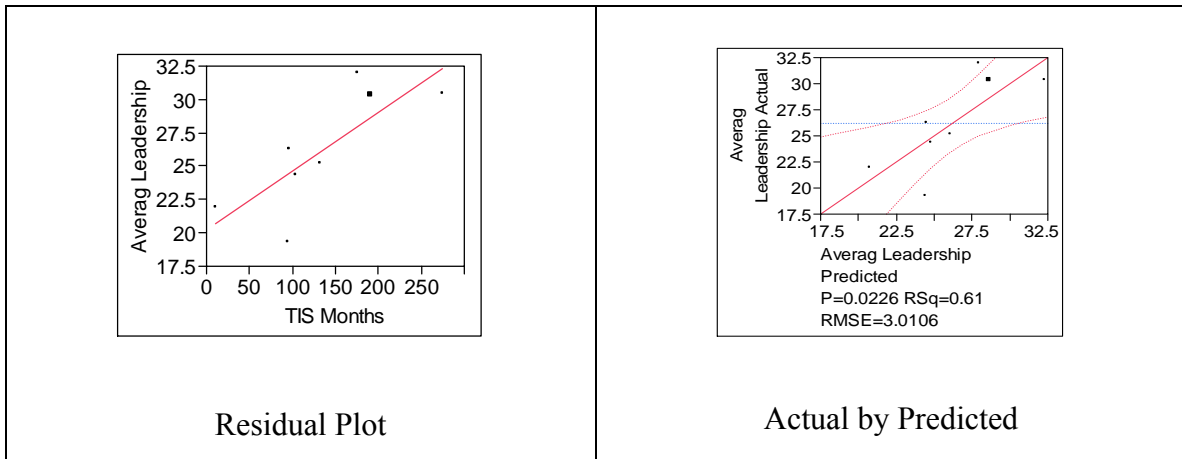 32.5
30
27.5
25
22.5
20
17.5
Averag Leadership
0 50 100 150 200 250
TIS Months
Residual Plot
32.5
30
27.5
25
22.5
20
17.5
Averag
Leadership Actual
17.5 22.5 27.5 32.5
Averag Leadership
Predicted
P=0.0226 RSq=0.61
RMSE=3.0106
Actual by Predicted